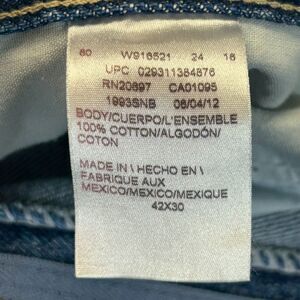 60 W916521 24 16
UPC 029311384876
RN20697 CA01095
1993SNB 06/04/12
BODY/CUERPO/L'ENSEMBLE
100% COTTON/ALGODÓN/
COTON
MADE IN \ HECHO EN \
FABRIQUE AUX
MEXICO/MEXICO/MEXIQUE
42X30